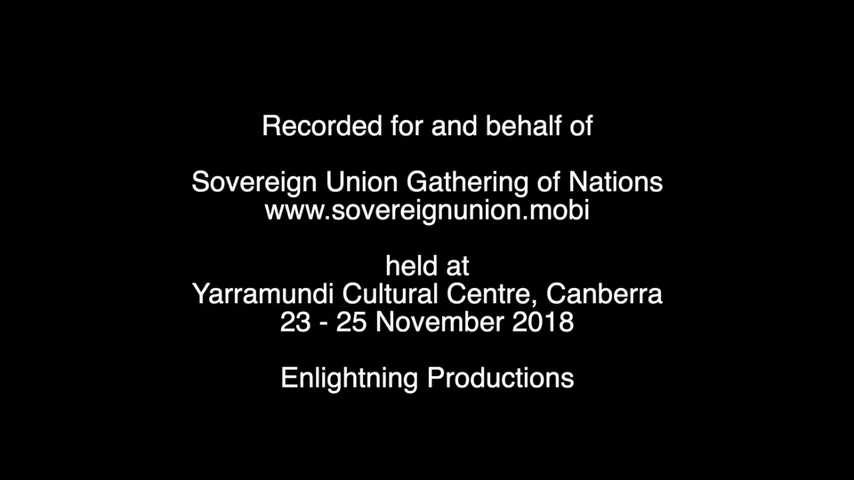 Recorded for and behalf of
Sovereign Union Gathering of Nations
www.sovereignunion.mobi
held at
Yarramundi Cultural Centre, Canberra
23 - 25 November 2018
Enlightning Productions